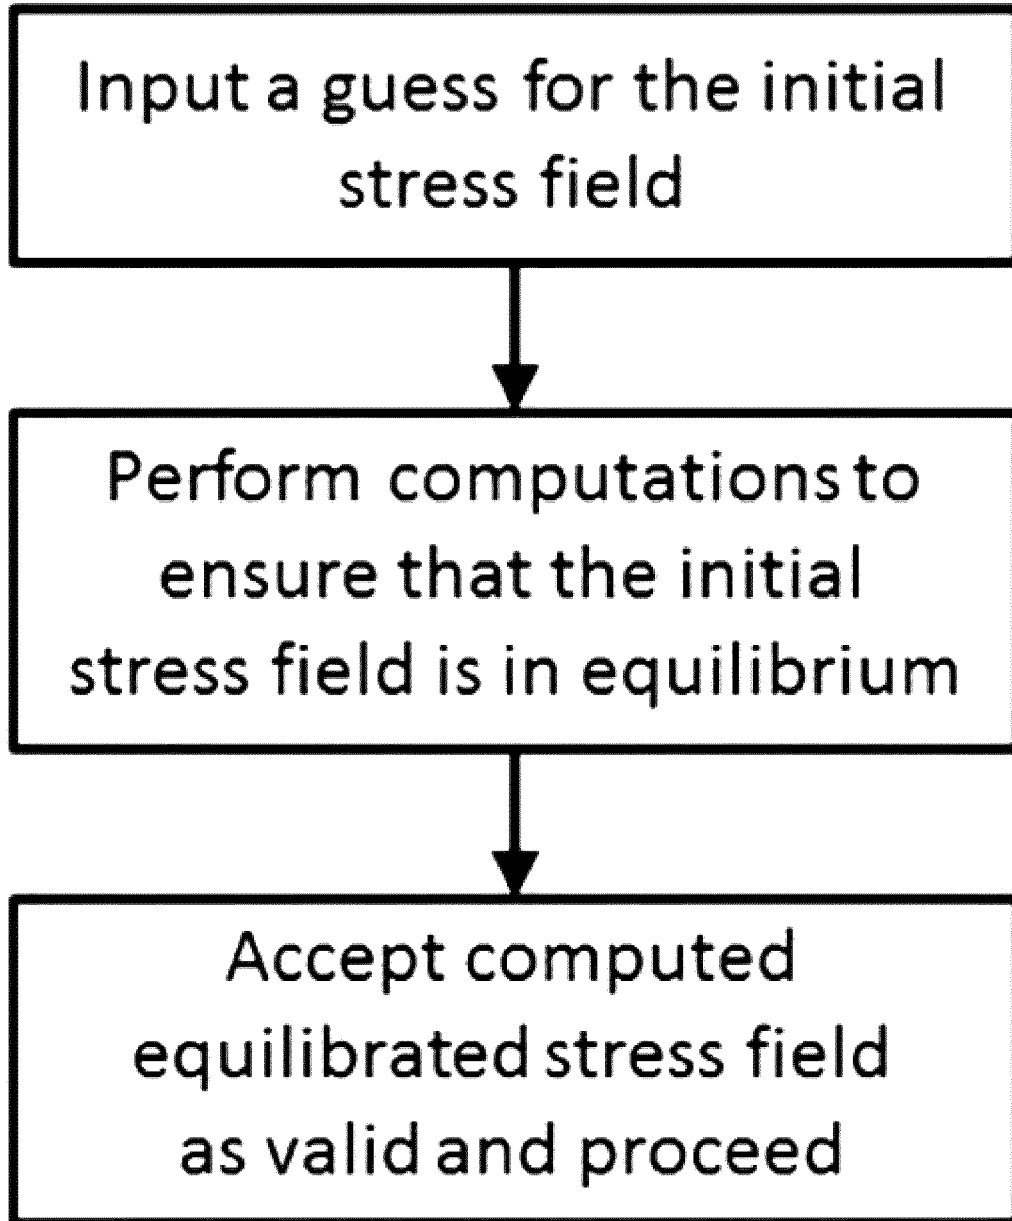 Input a guess for the initial
stress field
Perform computations to
ensure that the initial
stress field is in equilibrium
Accept computed
equilibrated stress field
as valid and proceed